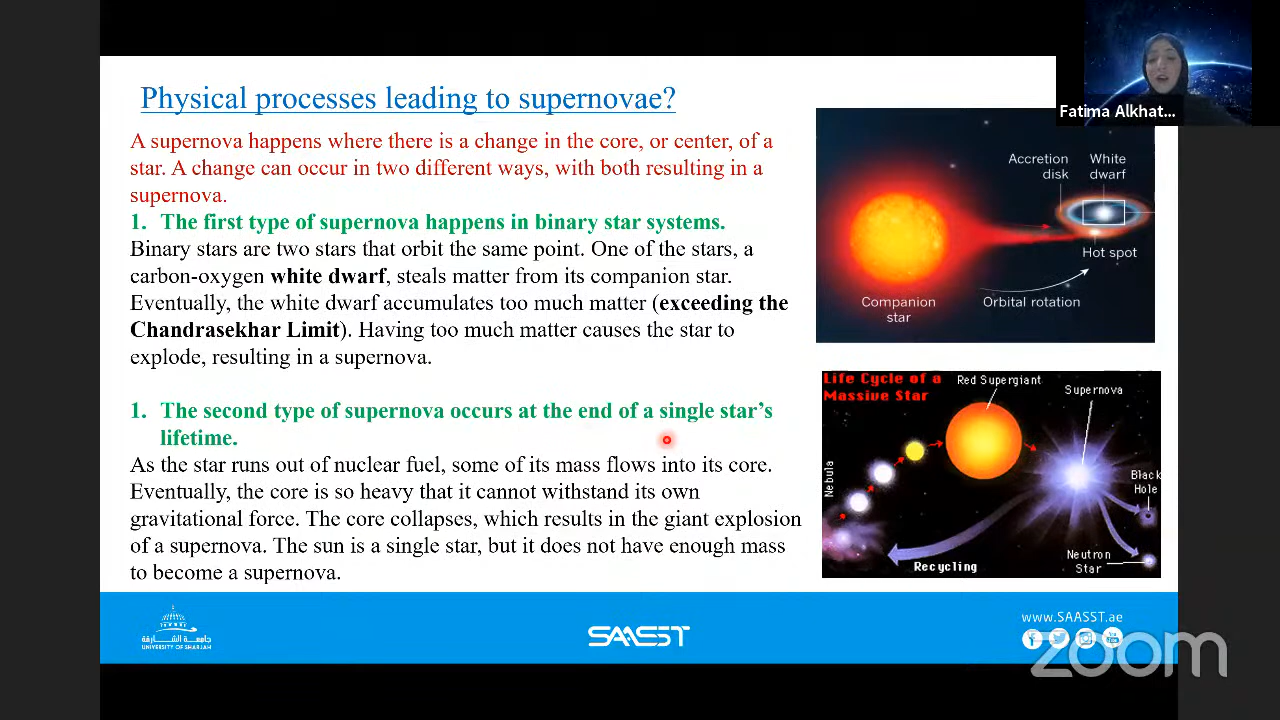 Physical processes leading to supernovae?
A supernova happens where there is a change in the core, or center, of a
star. A change can occur in two different ways, with both resulting in a
supernova.
1. The first type of supernova happens in binary star systems.
Binary stars are two stars that orbit the same point. One of the stars, a
carbon-oxygen white dwarf, steals matter from its companion star.
Eventually, the white dwarf accumulates too much matter (exceeding the
Chandrasekhar Limit). Having too much matter causes the star to
explode, resulting in a supernova.
1. The second type of supernova occurs at the end of a single star's
lifetime.
As the star runs out of nuclear fuel, some of its mass flows into its core.
Eventually, the core is so heavy that it cannot withstand its own
gravitational force. The core collapses, which results in the giant explosion
of a supernova. The sun is a single star, but it does not have enough mass
to become a supernova.
Fatima Alkhat...
Accretion
disk
White
dwarf
Hot spot
Companion
star
Orbital rotation
Life Cycle of a
Massive Star
Red Supergiant
Supernova
Nebula
Black
Hole
Neutron
Star
Recycling
جامعة الشارقة
UNIVERSITY OF SHARJAH
SAASST
www.SAASST.ae
zoom